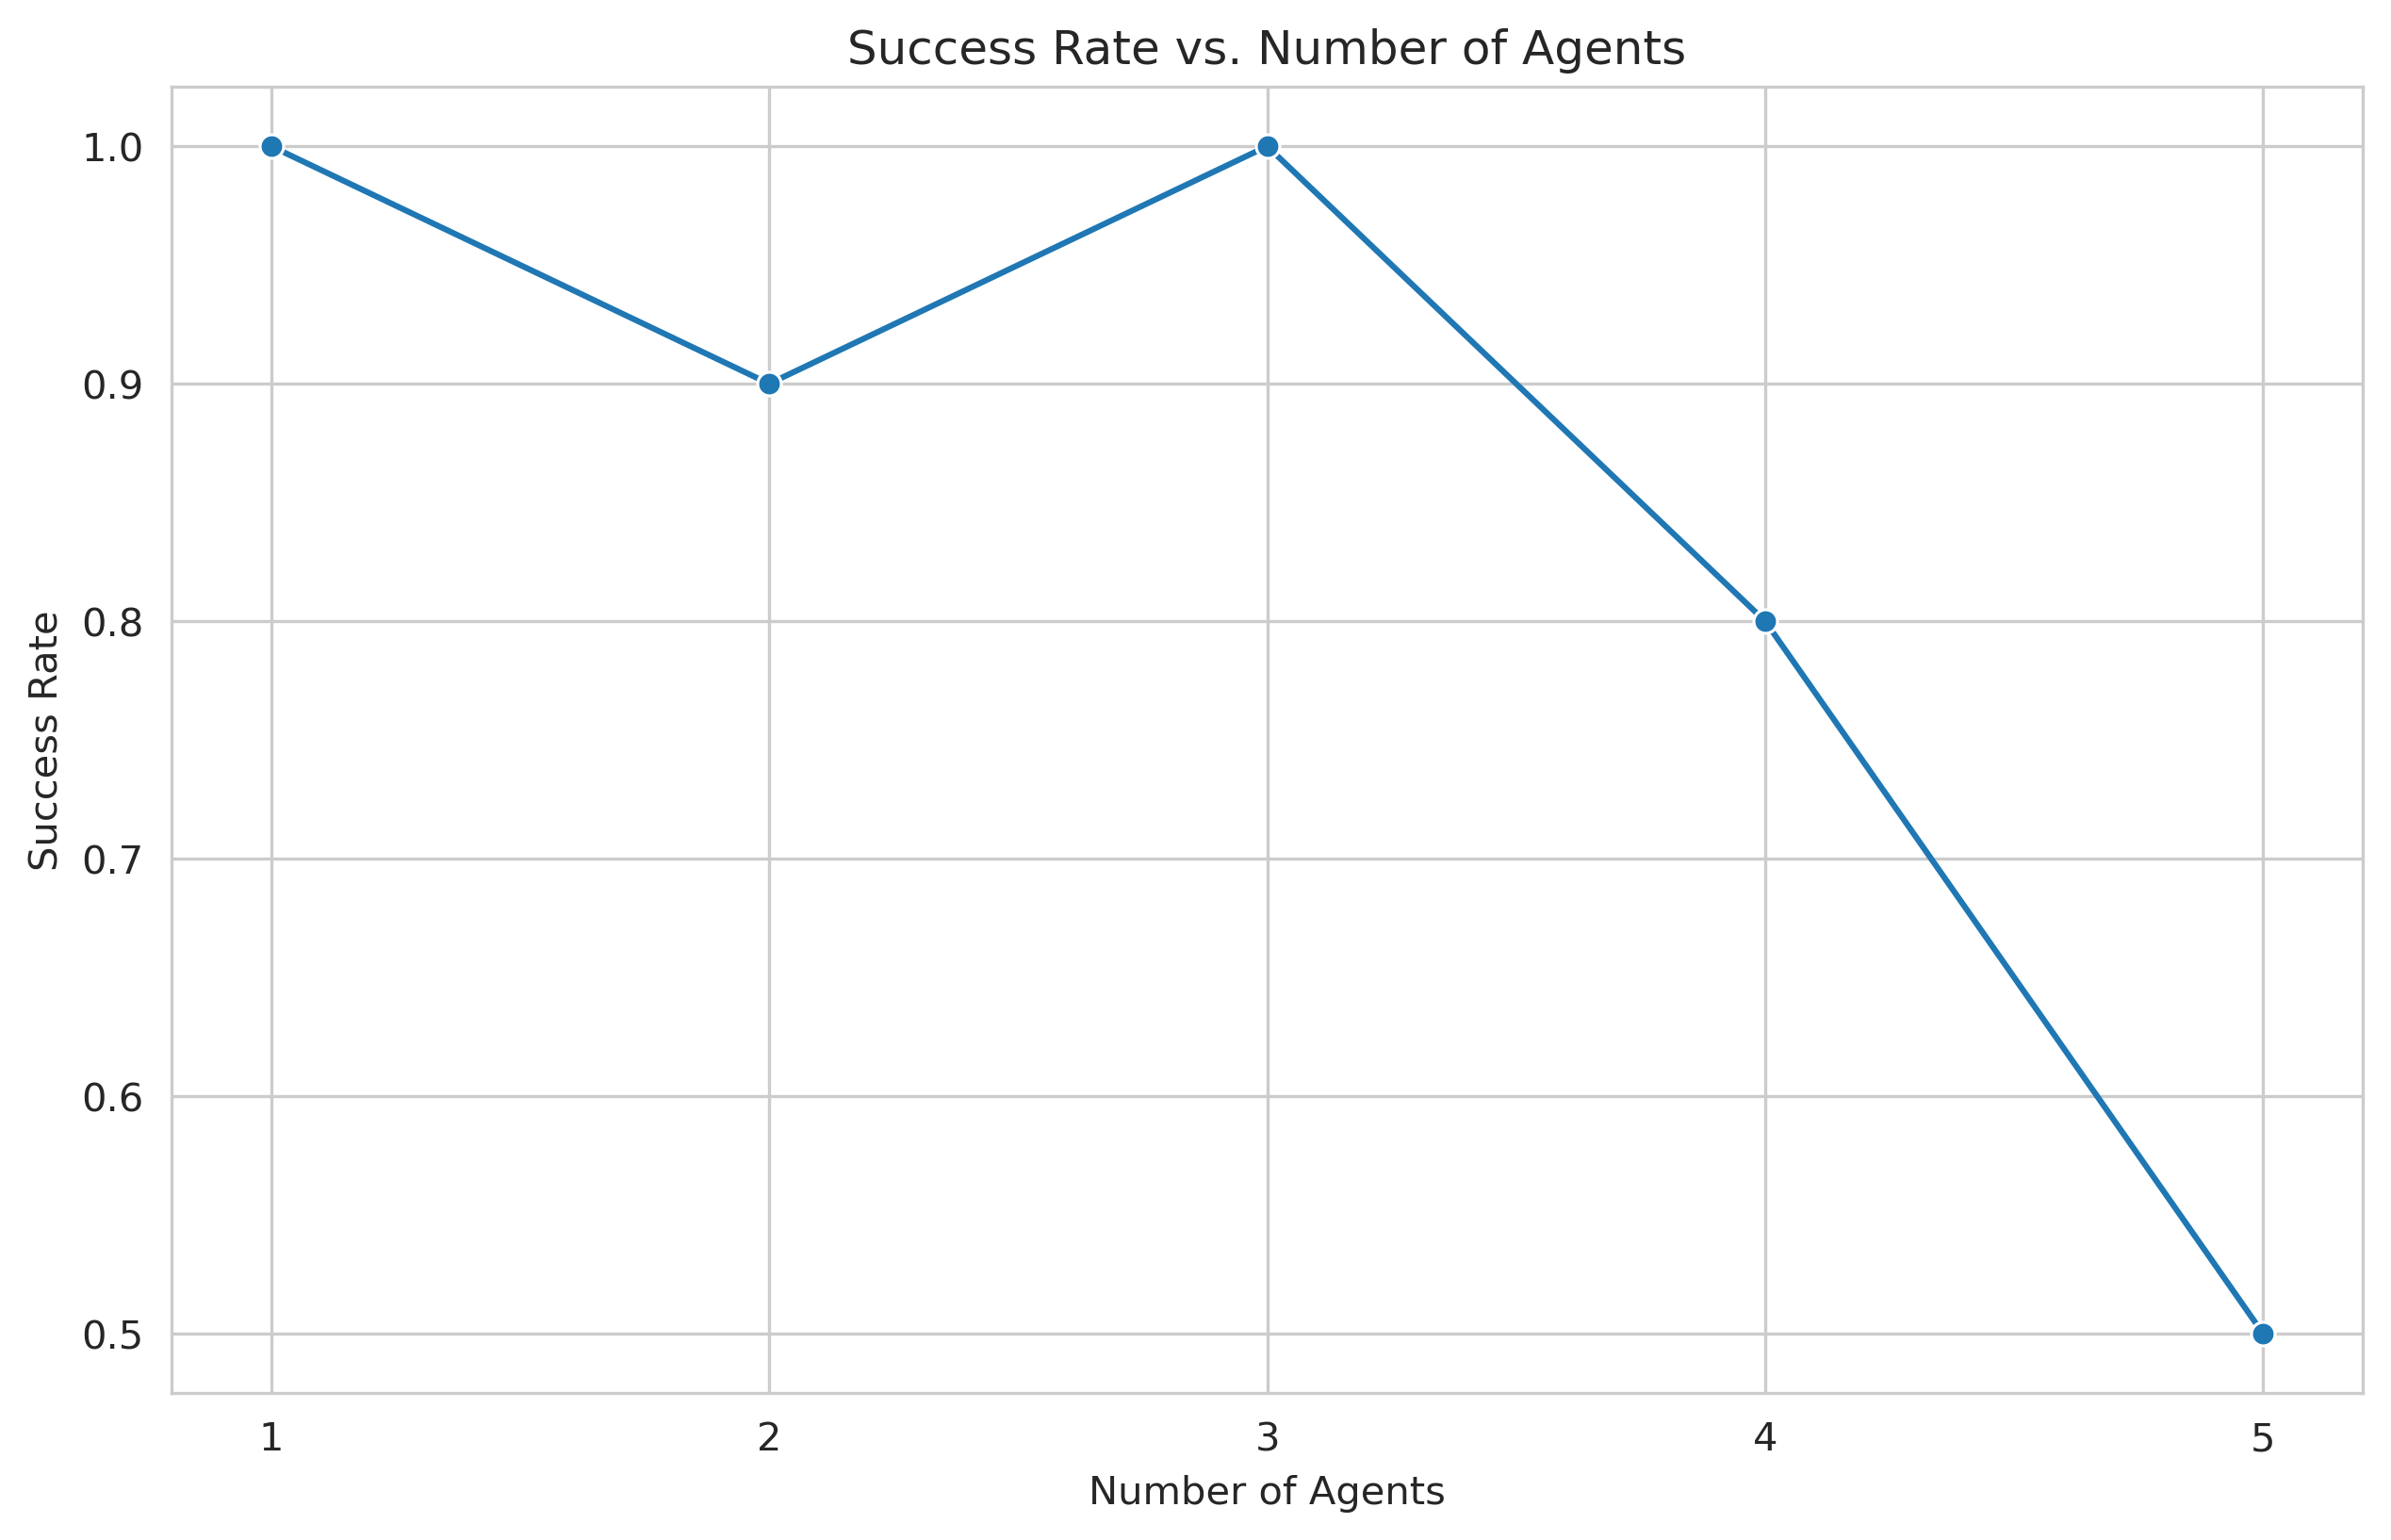 Success Rate vs. Number of Agents
Success Rate
1.0
0.9
0.8
0.7
0.6
0.5
1 2 3 4 5
Number of Agents